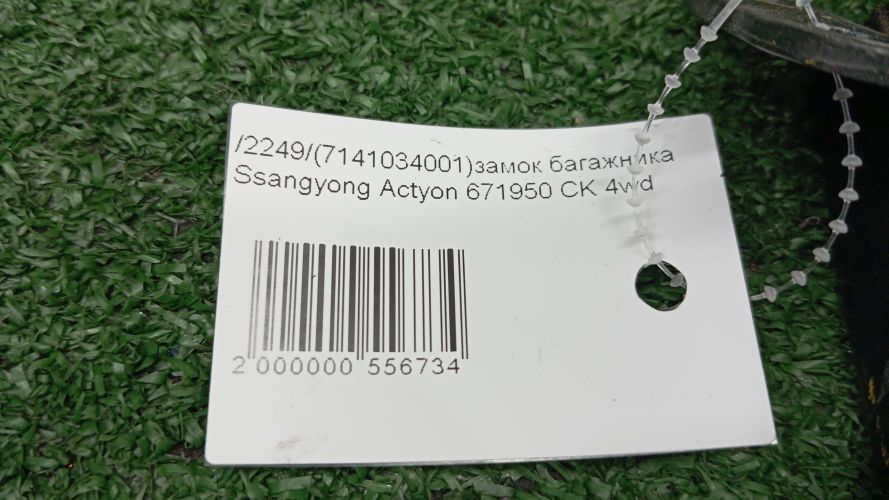 /2249/(7141034001)замок багажника
Ssangyong Actyon 671950 CK 4wd
2 000000 556734